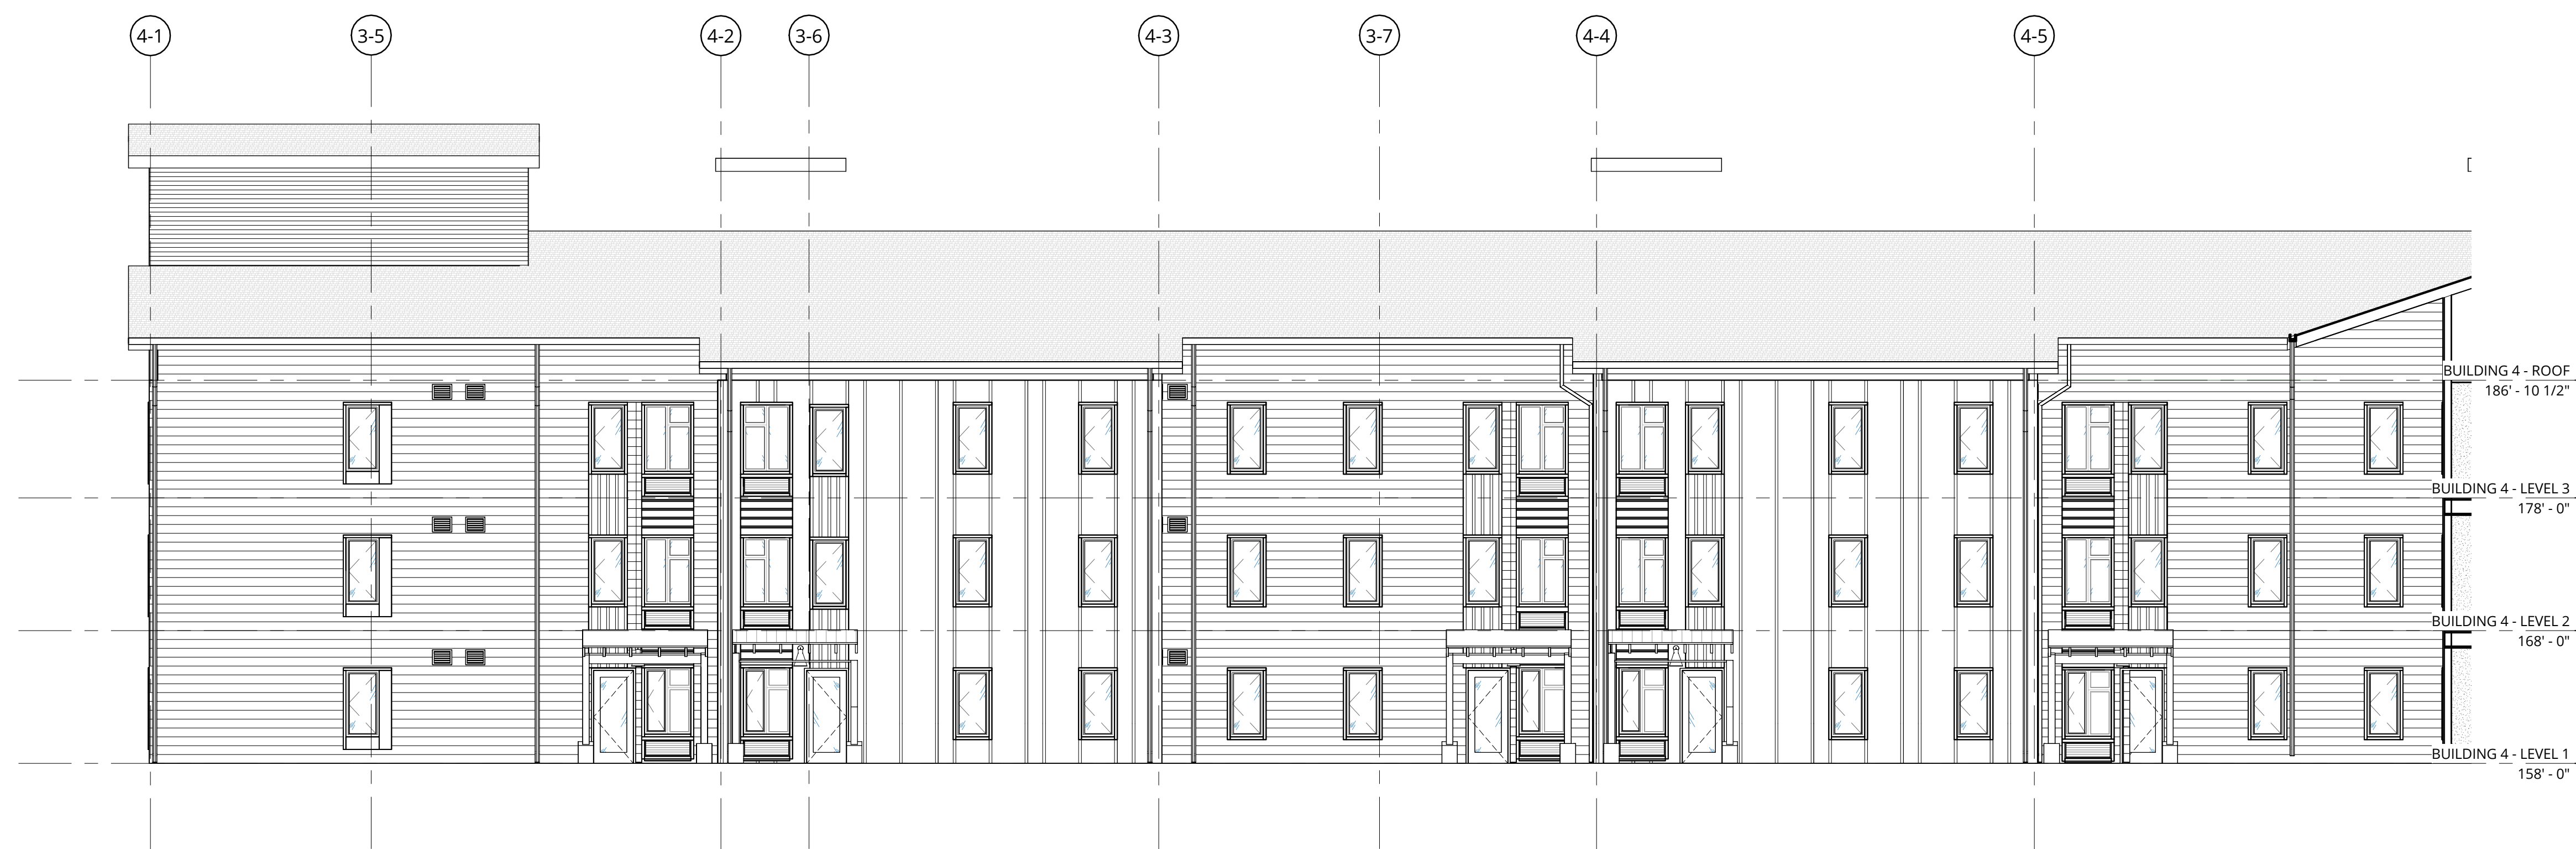 4-1
3-5
4-2
3-6
4-3
3-7
4-4
4-5
BUILDING 4 - ROOF
186' - 10 1/2"
BUILDING 4 - LEVEL 3
178' - 0"
BUILDING 4 - LEVEL 2
168' - 0"
BUILDING 4 - LEVEL 1
158' - 0"